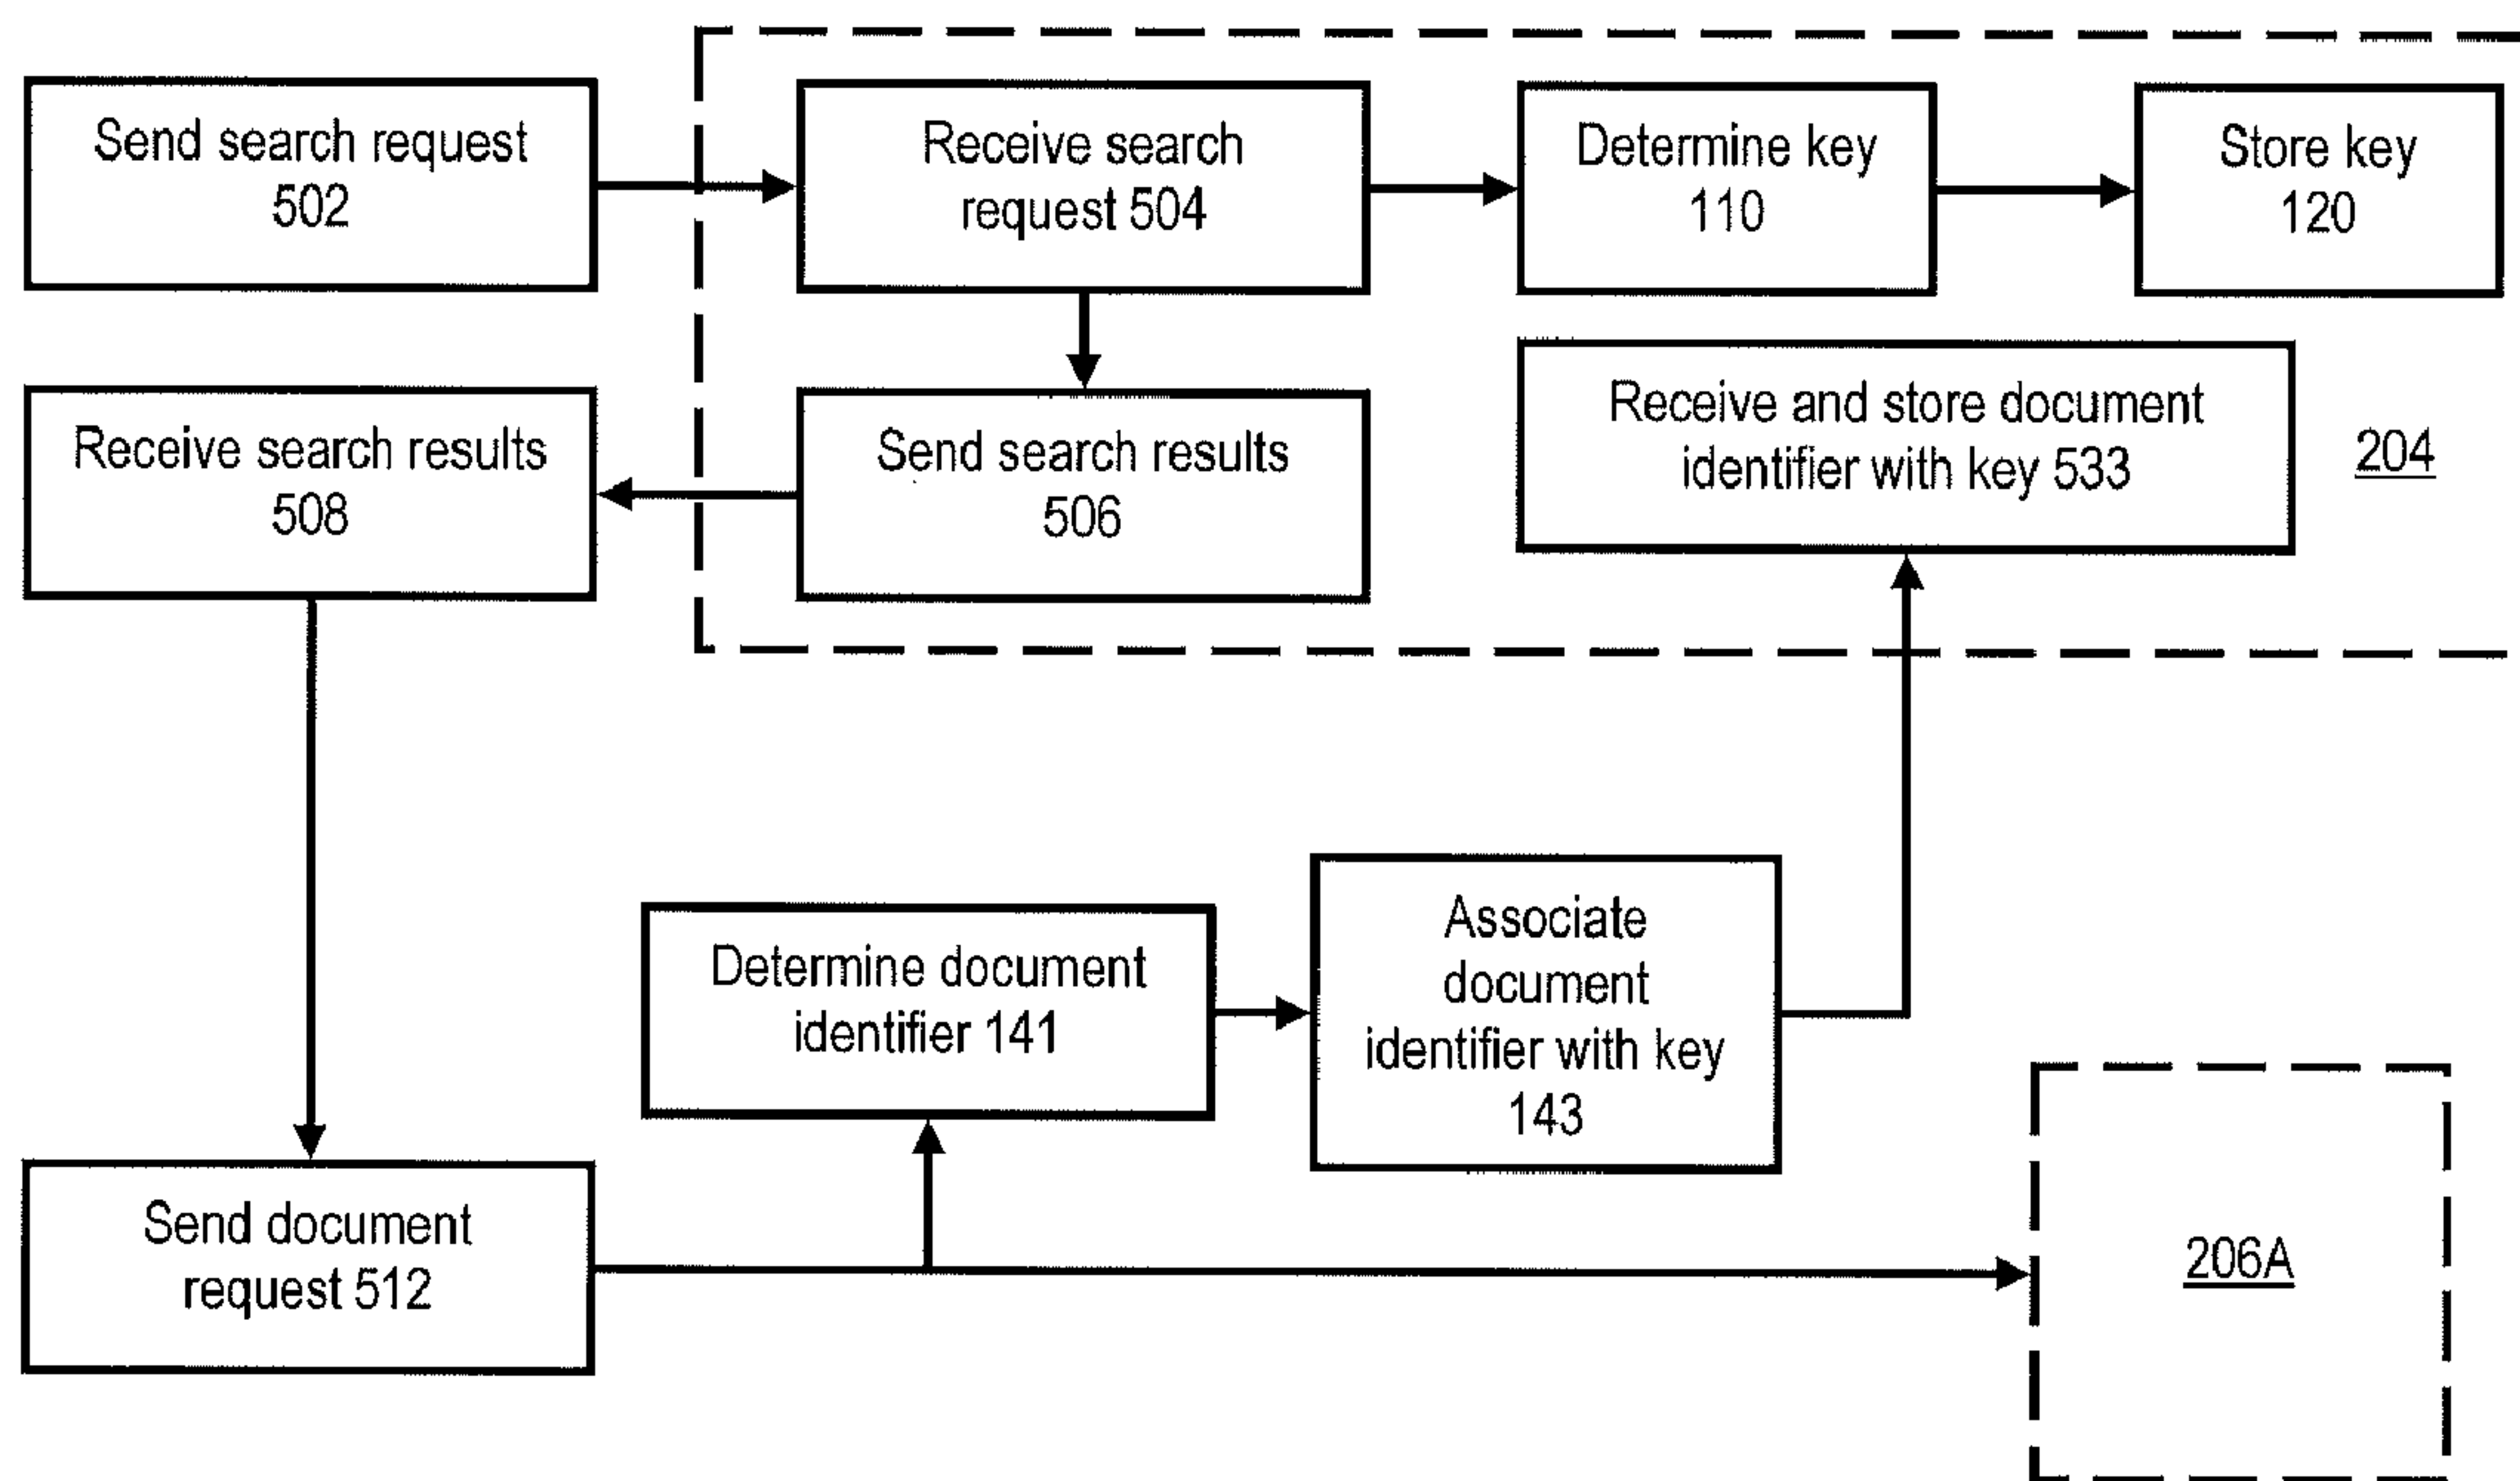 Send search request
502
Receive search
request 504
Determine key
110
Store key
120
Receive search results
508
Send search results
506
Receive and store document
identifier with key 533
204
Determine document
identifier 141
Associate
document
identifier with key
143
Send document
request 512
206A